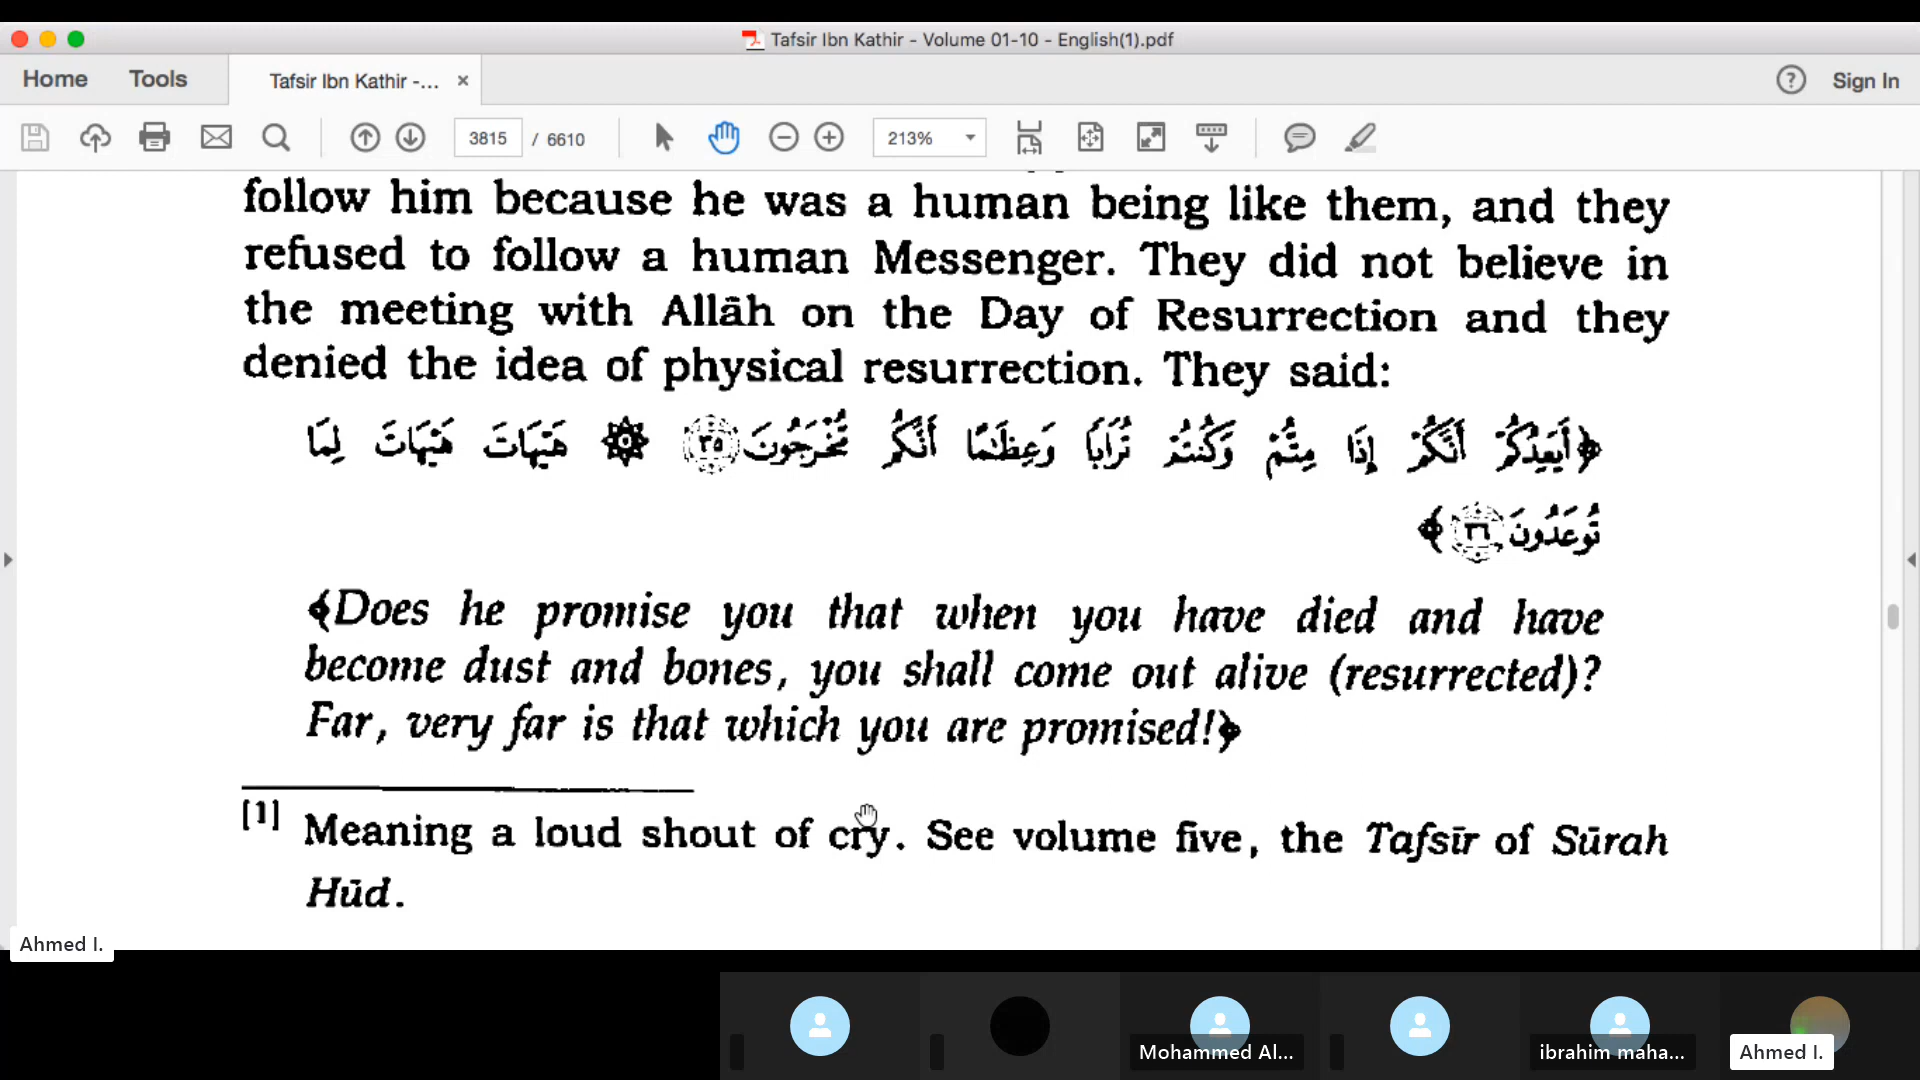 Tafsir Ibn Kathir - Volume 01-10 - English(1).pdf
Home Tools Tafsir Ibn Kathir -... × ? Sign In
3815 / 6610 213%
follow him because he was a human being like them, and they
refused to follow a human Messenger. They did not believe in
the meeting with Allāh on the Day of Resurrection and they
denied the idea of physical resurrection. They said:
﴿أَيَعِدُكُمْ أَنَّكُمْ إِذَا مِتُّمْ وَكُنتُمْ تُرَابًا وَعِظَٰمًا أَنَّكُم تُّخْرَجُونَ ٣٥ ۞ هَيْهَاتَ هَيْهَاتَ لِمَا
تُوعَدُونَ ٣٦﴾
﴾Does he promise you that when you have died and have
become dust and bones, you shall come out alive (resurrected)?
Far, very far is that which you are promised!﴿
[1] Meaning a loud shout of cry. See volume five, the Tafsīr of Sūrah
Hūd.
Ahmed I.
Mohammed Al... ibrahim maha... Ahmed I.